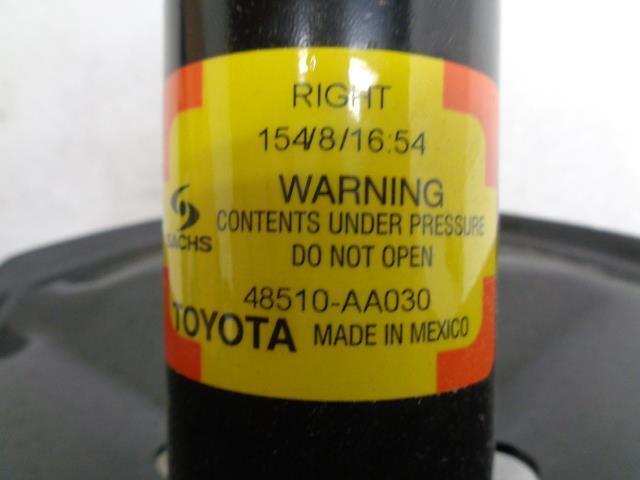 RIGHT
154/8/16:54
WARNING
CONTENTS UNDER PRESSURE
DO NOT OPEN
SACHS
48510-AA030
TOYOTA MADE IN MEXICO